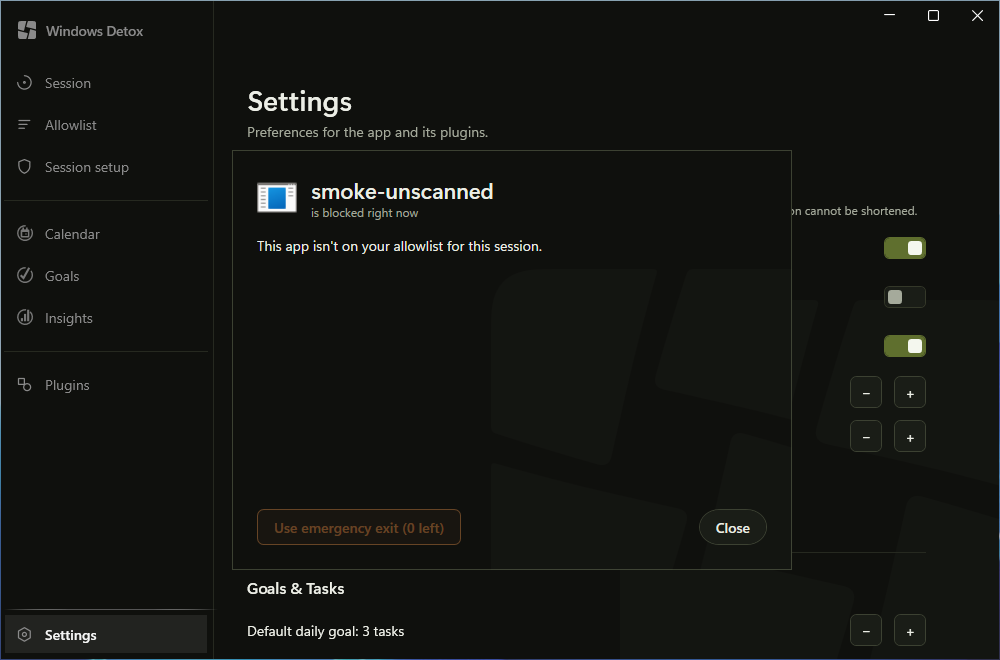 Windows Detox
Session
Allowlist
Session setup
Calendar
Goals
Insights
Plugins
Settings
Settings
Preferences for the app and its plugins.
on cannot be shortened.
smoke-unscanned
is blocked right now
This app isn't on your allowlist for this session.
Use emergency exit (0 left)
Close
− +
− +
Goals & Tasks
Default daily goal: 3 tasks
− +